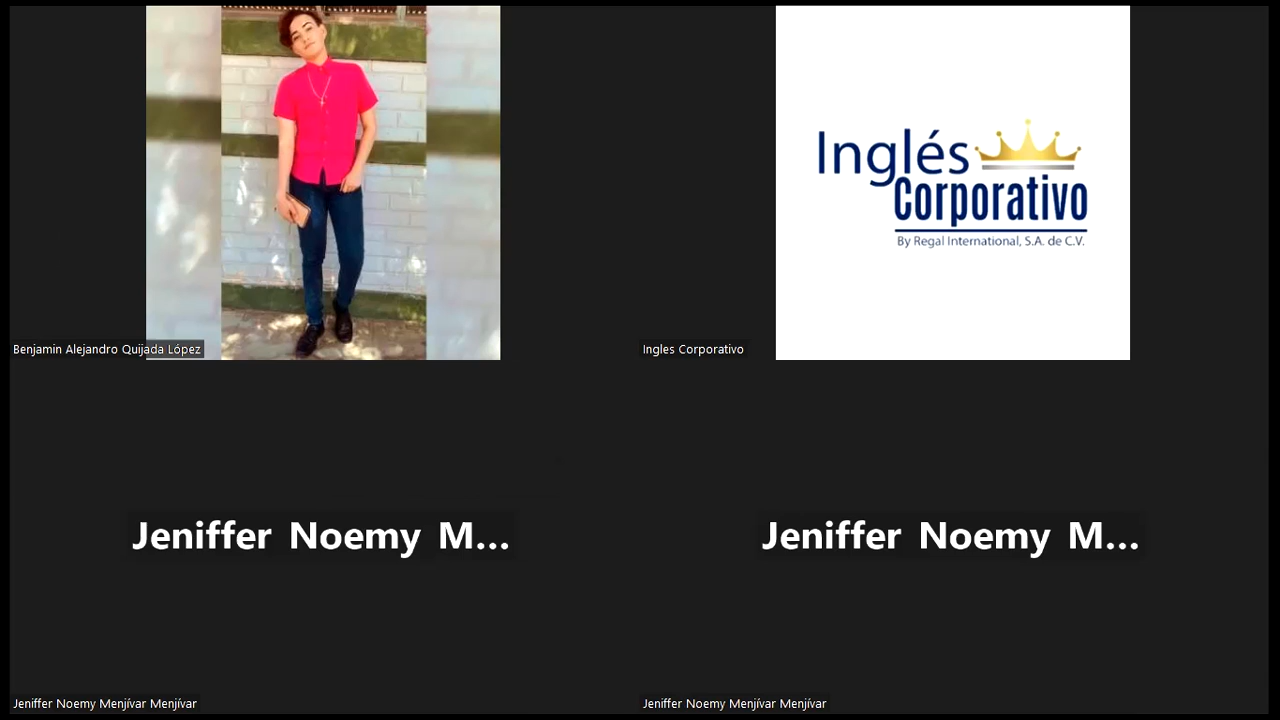 Benjamin Alejandro Quijada López
Inglés
Corporativo
By Regal International, S.A. de C.V.
Ingles Corporativo
Jeniffer Noemy M...
Jeniffer Noemy M...
Jeniffer Noemy Menjívar Menjívar
Jeniffer Noemy Menjívar Menjívar